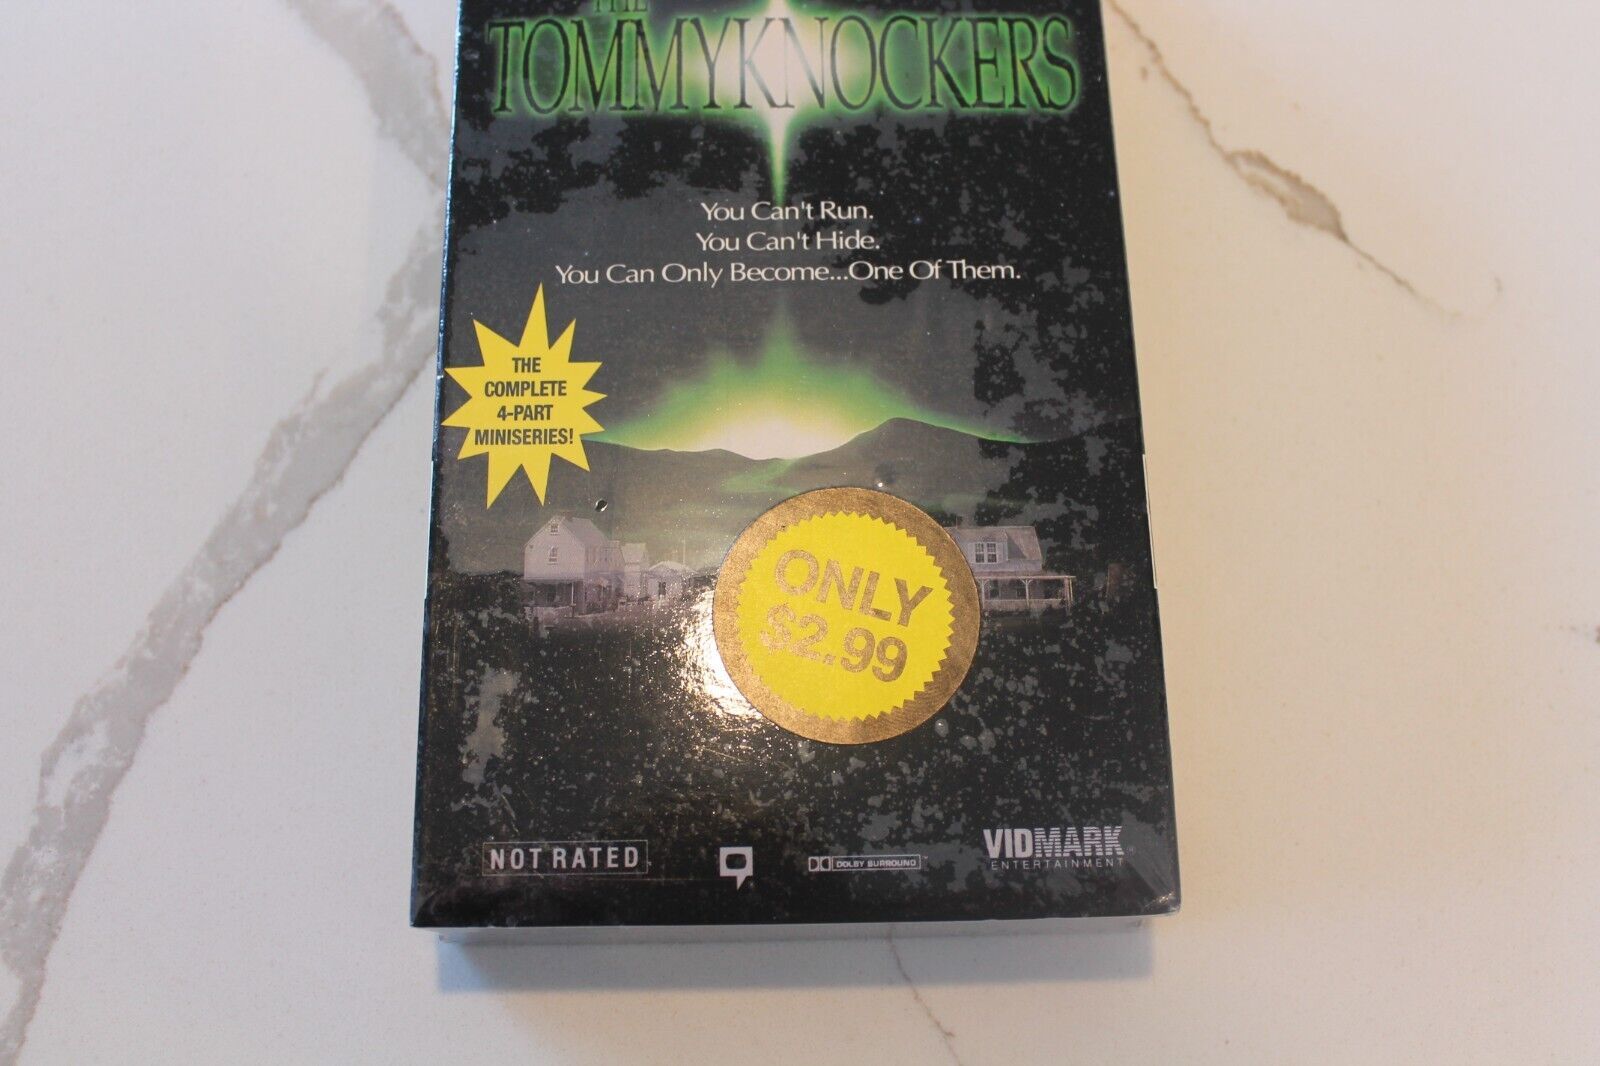 THE
TOMMYKNOCKERS
You Can't Run.
You Can't Hide.
You Can Only Become...One Of Them.
THE
COMPLETE
4-PART
MINISERIES!
ONLY
$2.99
NOT RATED
DOLBY SURROUND
VIDMARK
ENTERTAINMENT